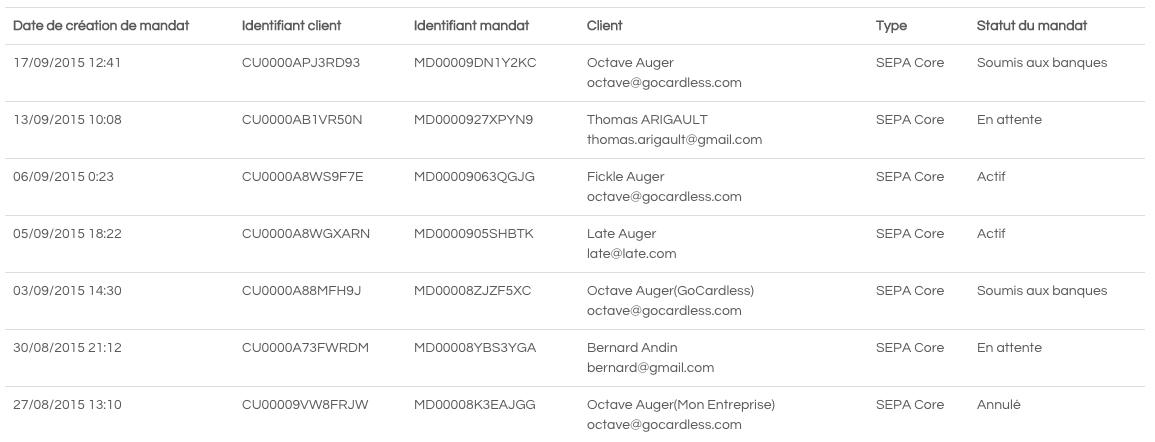 Date de création de mandat Identifiant client Identifiant mandat Client Type Statut du mandat
17/09/2015 12:41 CU0000APJ3RD93 MD00009DN1Y2KC Octave Auger SEPA Core Soumis aux banques
octave@gocardless.com
13/09/2015 10:08 CU0000AB1VR50N MD0000927XPYN9 Thomas ARIGAULT SEPA Core En attente
thomas.arigault@gmail.com
06/09/2015 0:23 CU0000A8WS9F7E MD00009063QGJG Fickle Auger SEPA Core Actif
octave@gocardless.com
05/09/2015 18:22 CU0000A8WGXARN MD0000905SHBTK Late Auger SEPA Core Actif
late@late.com
03/09/2015 14:30 CU0000A88MFH9J MD00008ZJZF5XC Octave Auger(GoCardless) SEPA Core Soumis aux banques
octave@gocardless.com
30/08/2015 21:12 CU0000A73FWRDM MD00008YBS3YGA Bernard Andin SEPA Core En attente
bernard@gmail.com
27/08/2015 13:10 CU00009VW8FRJW MD00008K3EAJGG Octave Auger(Mon Entreprise) SEPA Core Annulé
octave@gocardless.com